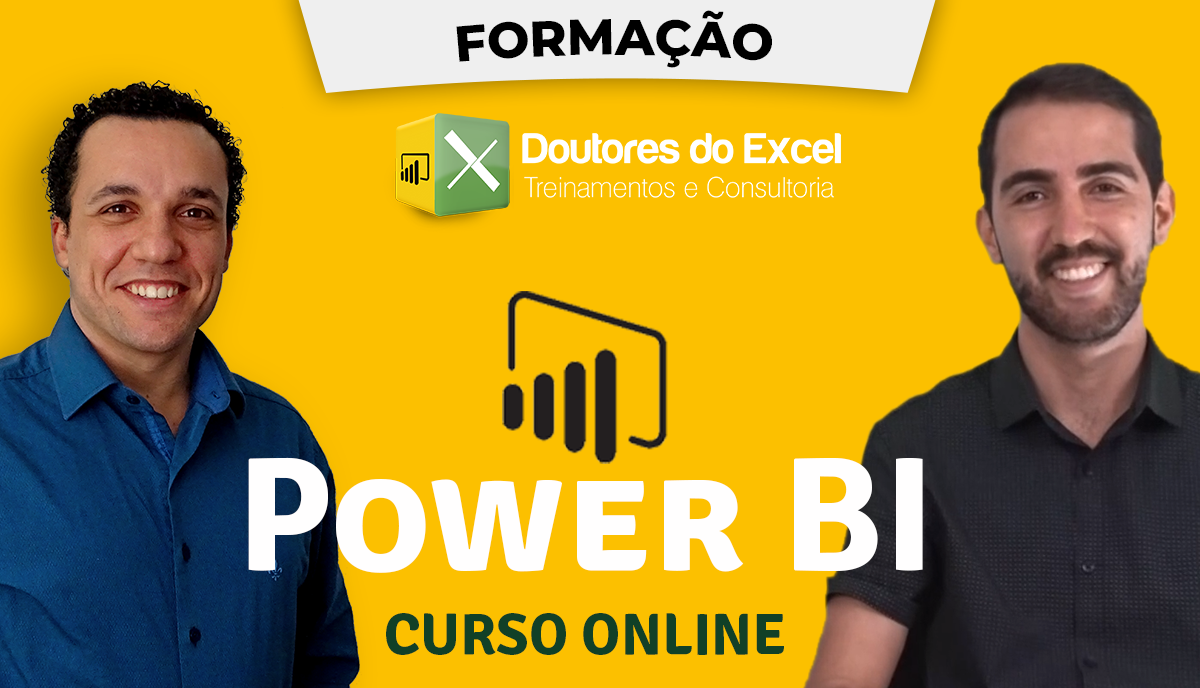 FORMAÇÃO
Doutores do Excel
Treinamentos e Consultoria
POWER BI
CURSO ONLINE